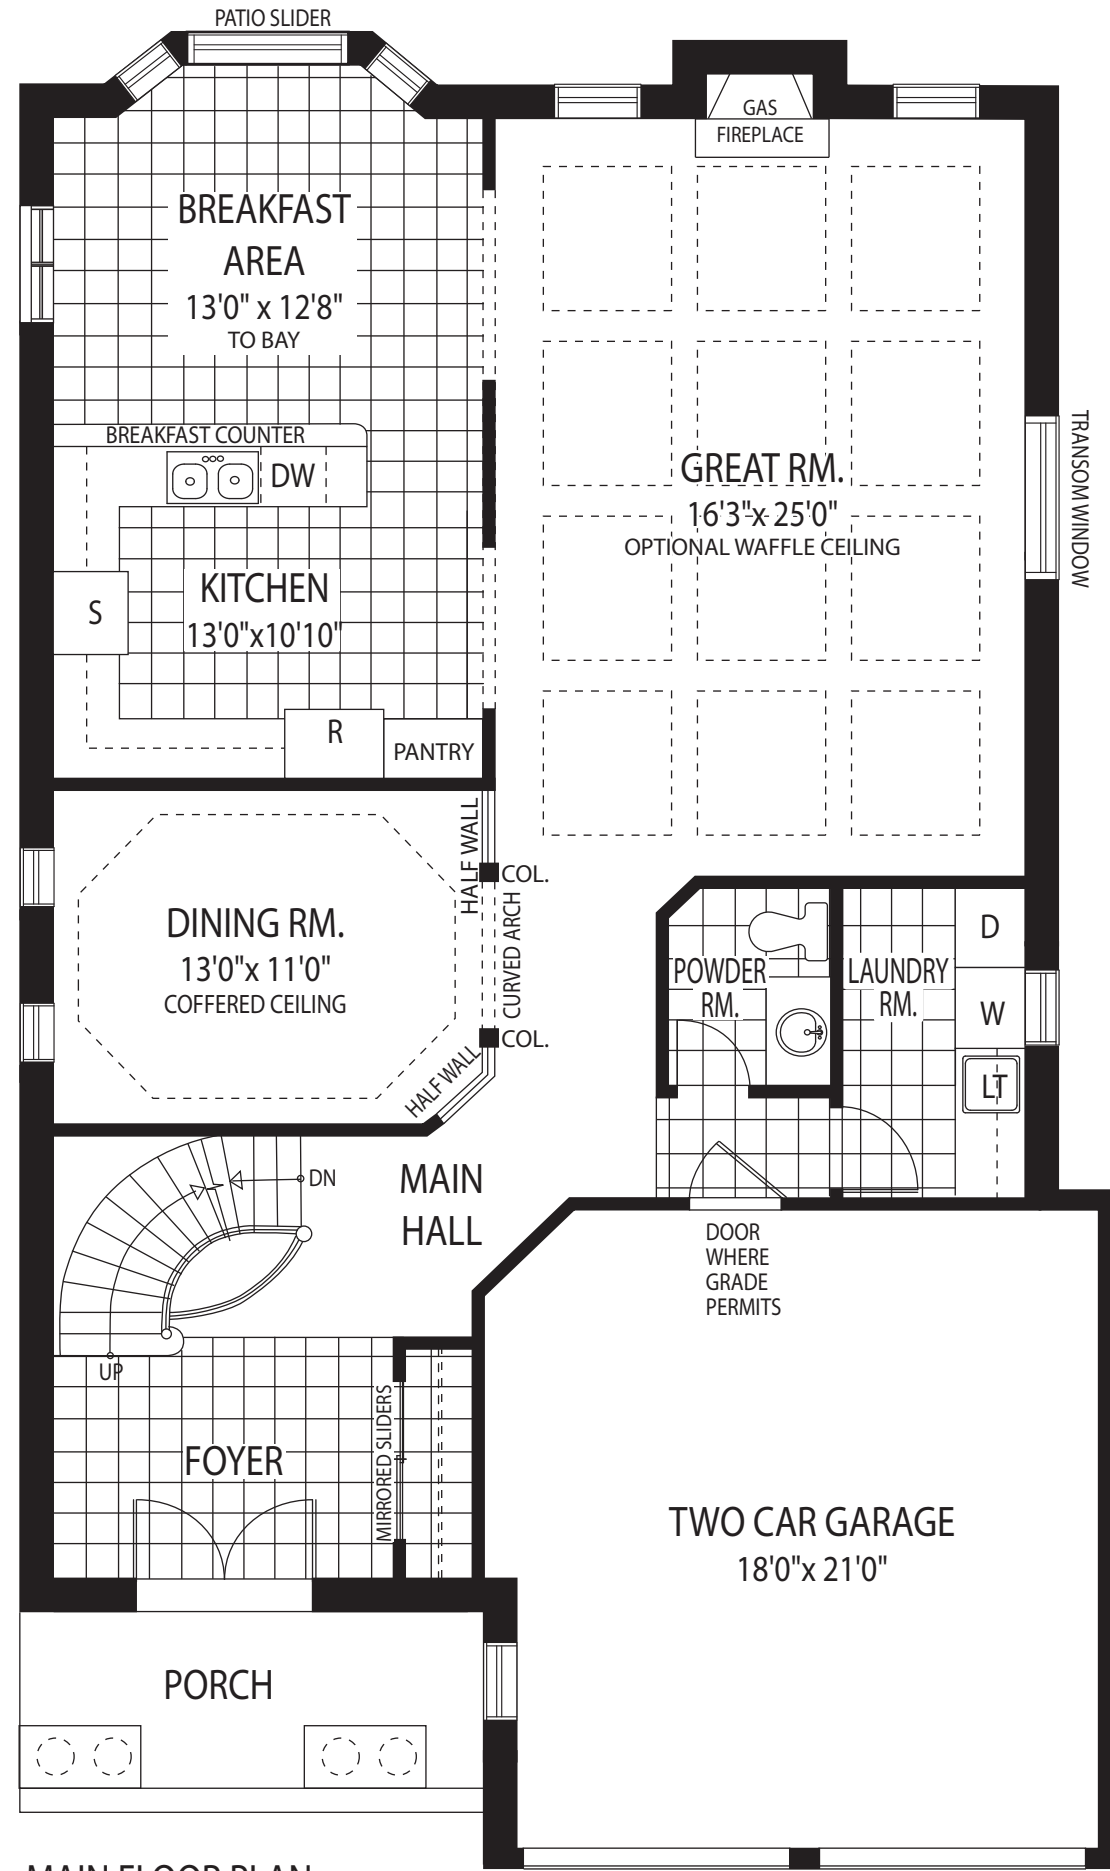 PATIO SLIDER
GAS
FIREPLACE
BREAKFAST
AREA
13'0" x 12'8"
TO BAY
BREAKFAST COUNTER
DW
GREAT RM.
16'3"x 25'0"
OPTIONAL WAFFLE CEILING
TRANSOM WINDOW
KITCHEN
13'0"x10'10"
S
R
PANTRY
HALF WALL
COL.
CURVED ARCH
COL.
HALF WALL
DINING RM.
13'0"x 11'0"
COFFERED CEILING
POWDER
RM.
LAUNDRY
RM.
D
W
LT
DN
MAIN
HALL
DOOR
WHERE
GRADE
PERMITS
UP
MIRRORED SLIDERS
FOYER
TWO CAR GARAGE
18'0"x 21'0"
PORCH
MAIN FLOOR PLAN